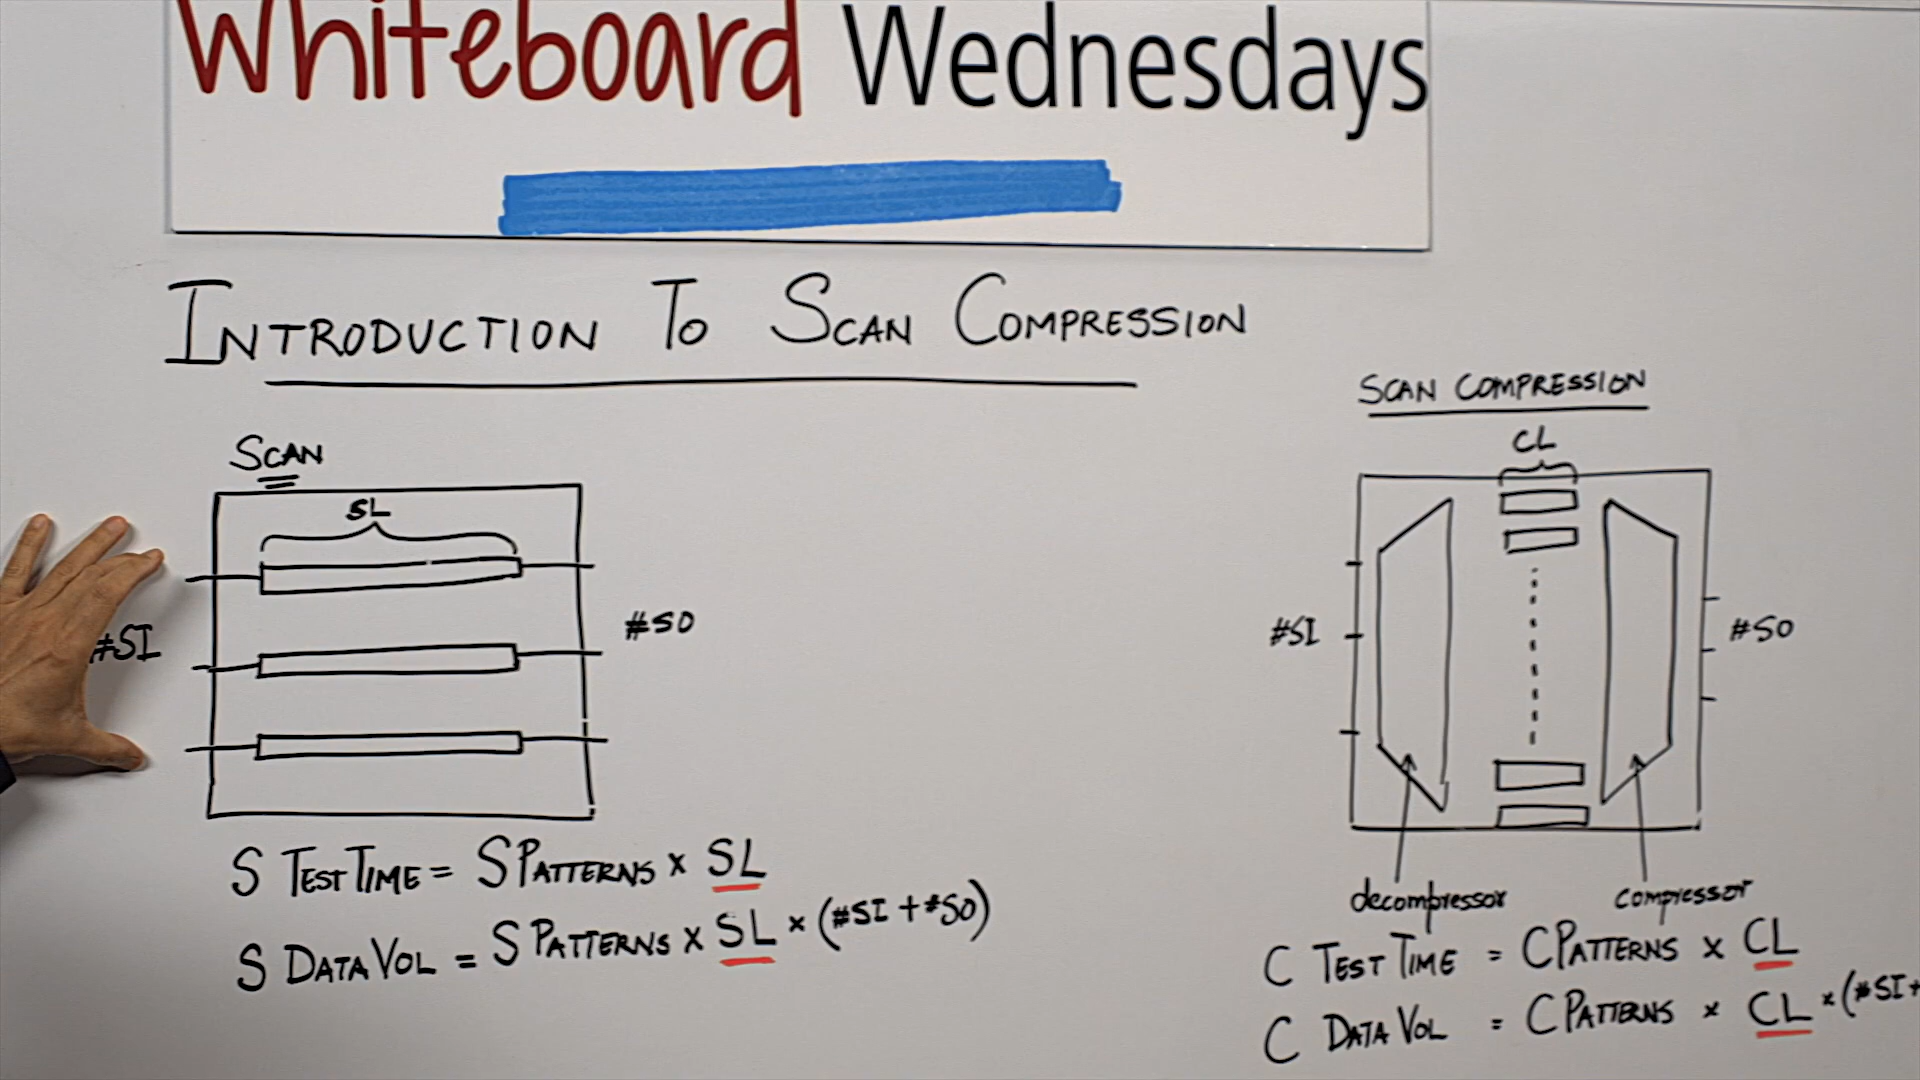 Whiteboard Wednesdays
INTRODUCTION TO SCAN COMPRESSION
SCAN
SL
#SI
#SO
S TEST TIME = S PATTERNS x SL
S DATA VOL = S PATTERNS x SL x (#SI + #SO)
SCAN COMPRESSION
CL
#SI
#SO
decompressor
compressor
C TEST TIME = C PATTERNS x CL
C DATA VOL = C PATTERNS x CL x (#SI+